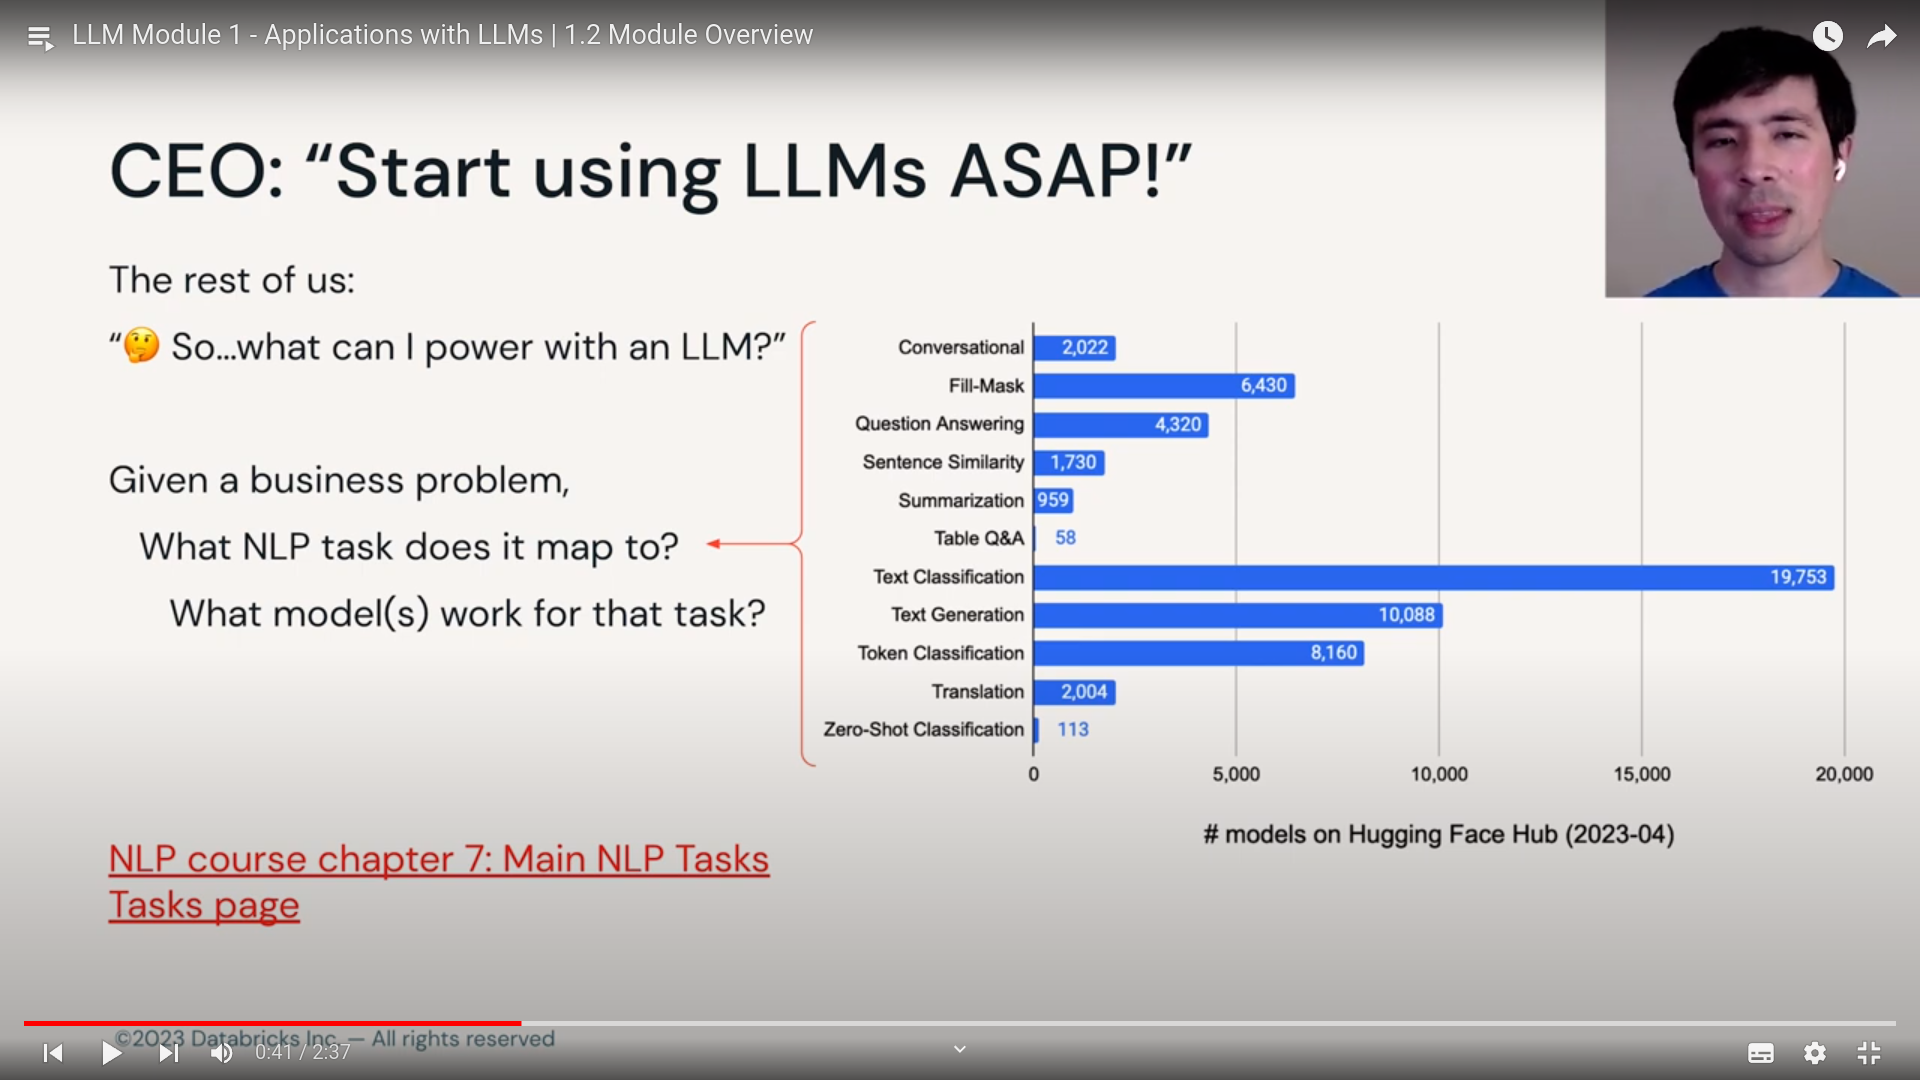 LLM Module 1 - Applications with LLMs | 1.2 Module Overview
CEO: “Start using LLMs ASAP!”
The rest of us:
“🤔 So...what can I power with an LLM?”
Given a business problem,
What NLP task does it map to?
What model(s) work for that task?
Conversational 2,022
Fill-Mask 6,430
Question Answering 4,320
Sentence Similarity 1,730
Summarization 959
Table Q&A 58
Text Classification 19,753
Text Generation 10,088
Token Classification 8,160
Translation 2,004
Zero-Shot Classification 113
0 5,000 10,000 15,000 20,000
# models on Hugging Face Hub (2023-04)
NLP course chapter 7: Main NLP Tasks
Tasks page
©2023 Databricks Inc. — All rights reserved
0:41 / 2:37